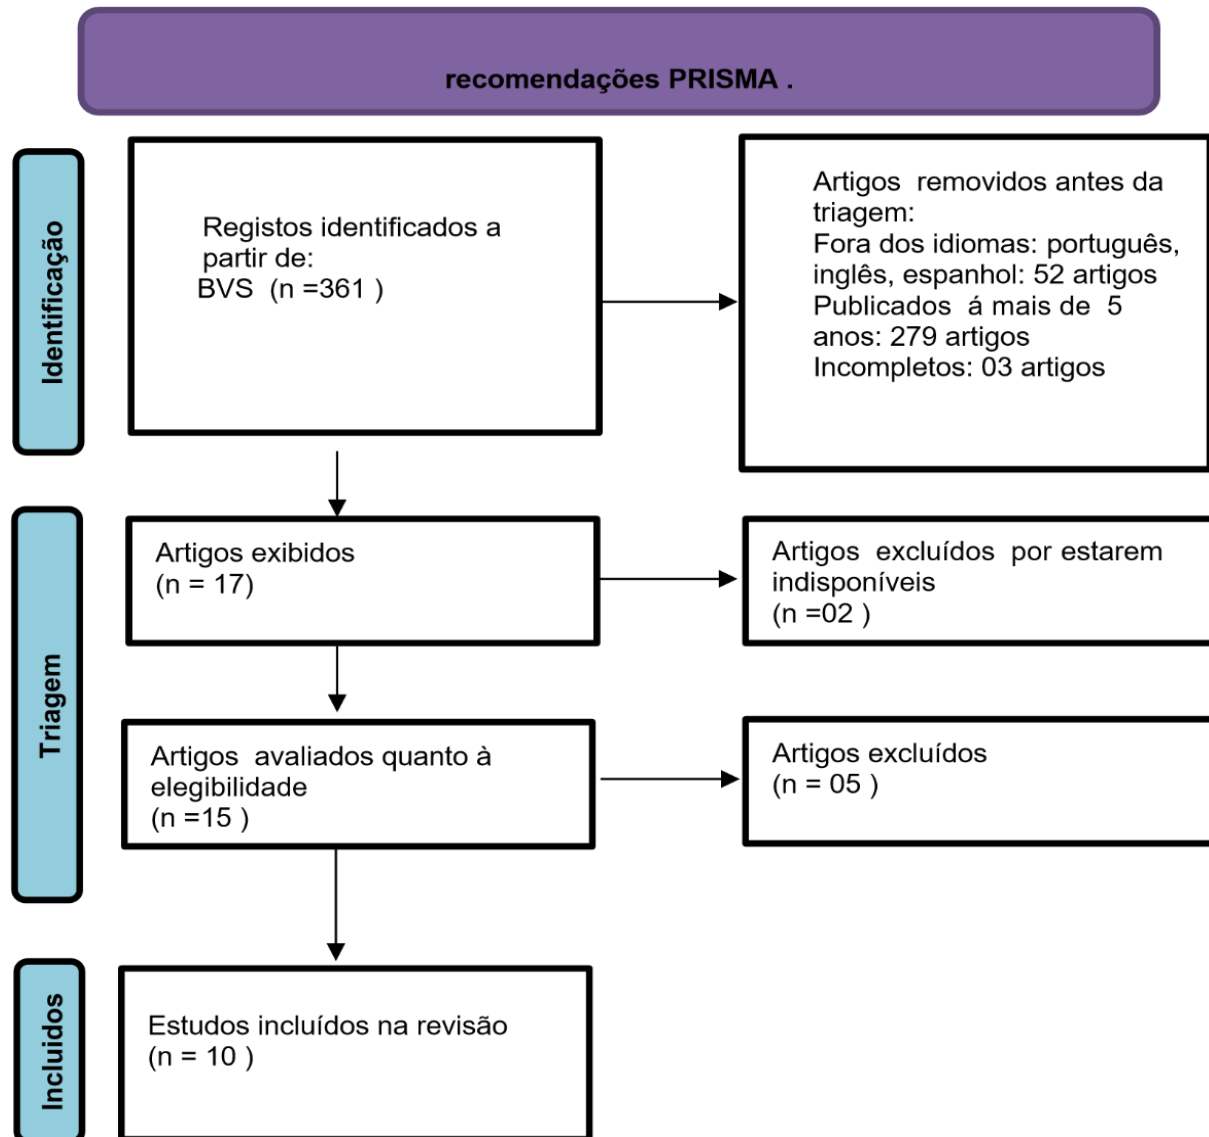 recomendações PRISMA .
Identificação
Registos identificados a
partir de:
BVS (n =361 )
Artigos removidos antes da
triagem:
Fora dos idiomas: português,
inglês, espanhol: 52 artigos
Publicados á mais de 5
anos: 279 artigos
Incompletos: 03 artigos
Triagem
Artigos exibidos
(n = 17)
Artigos excluídos por estarem
indisponíveis
(n =02 )
Artigos avaliados quanto à
elegibilidade
(n =15 )
Artigos excluídos
(n = 05 )
Incluidos
Estudos incluídos na revisão
(n = 10 )